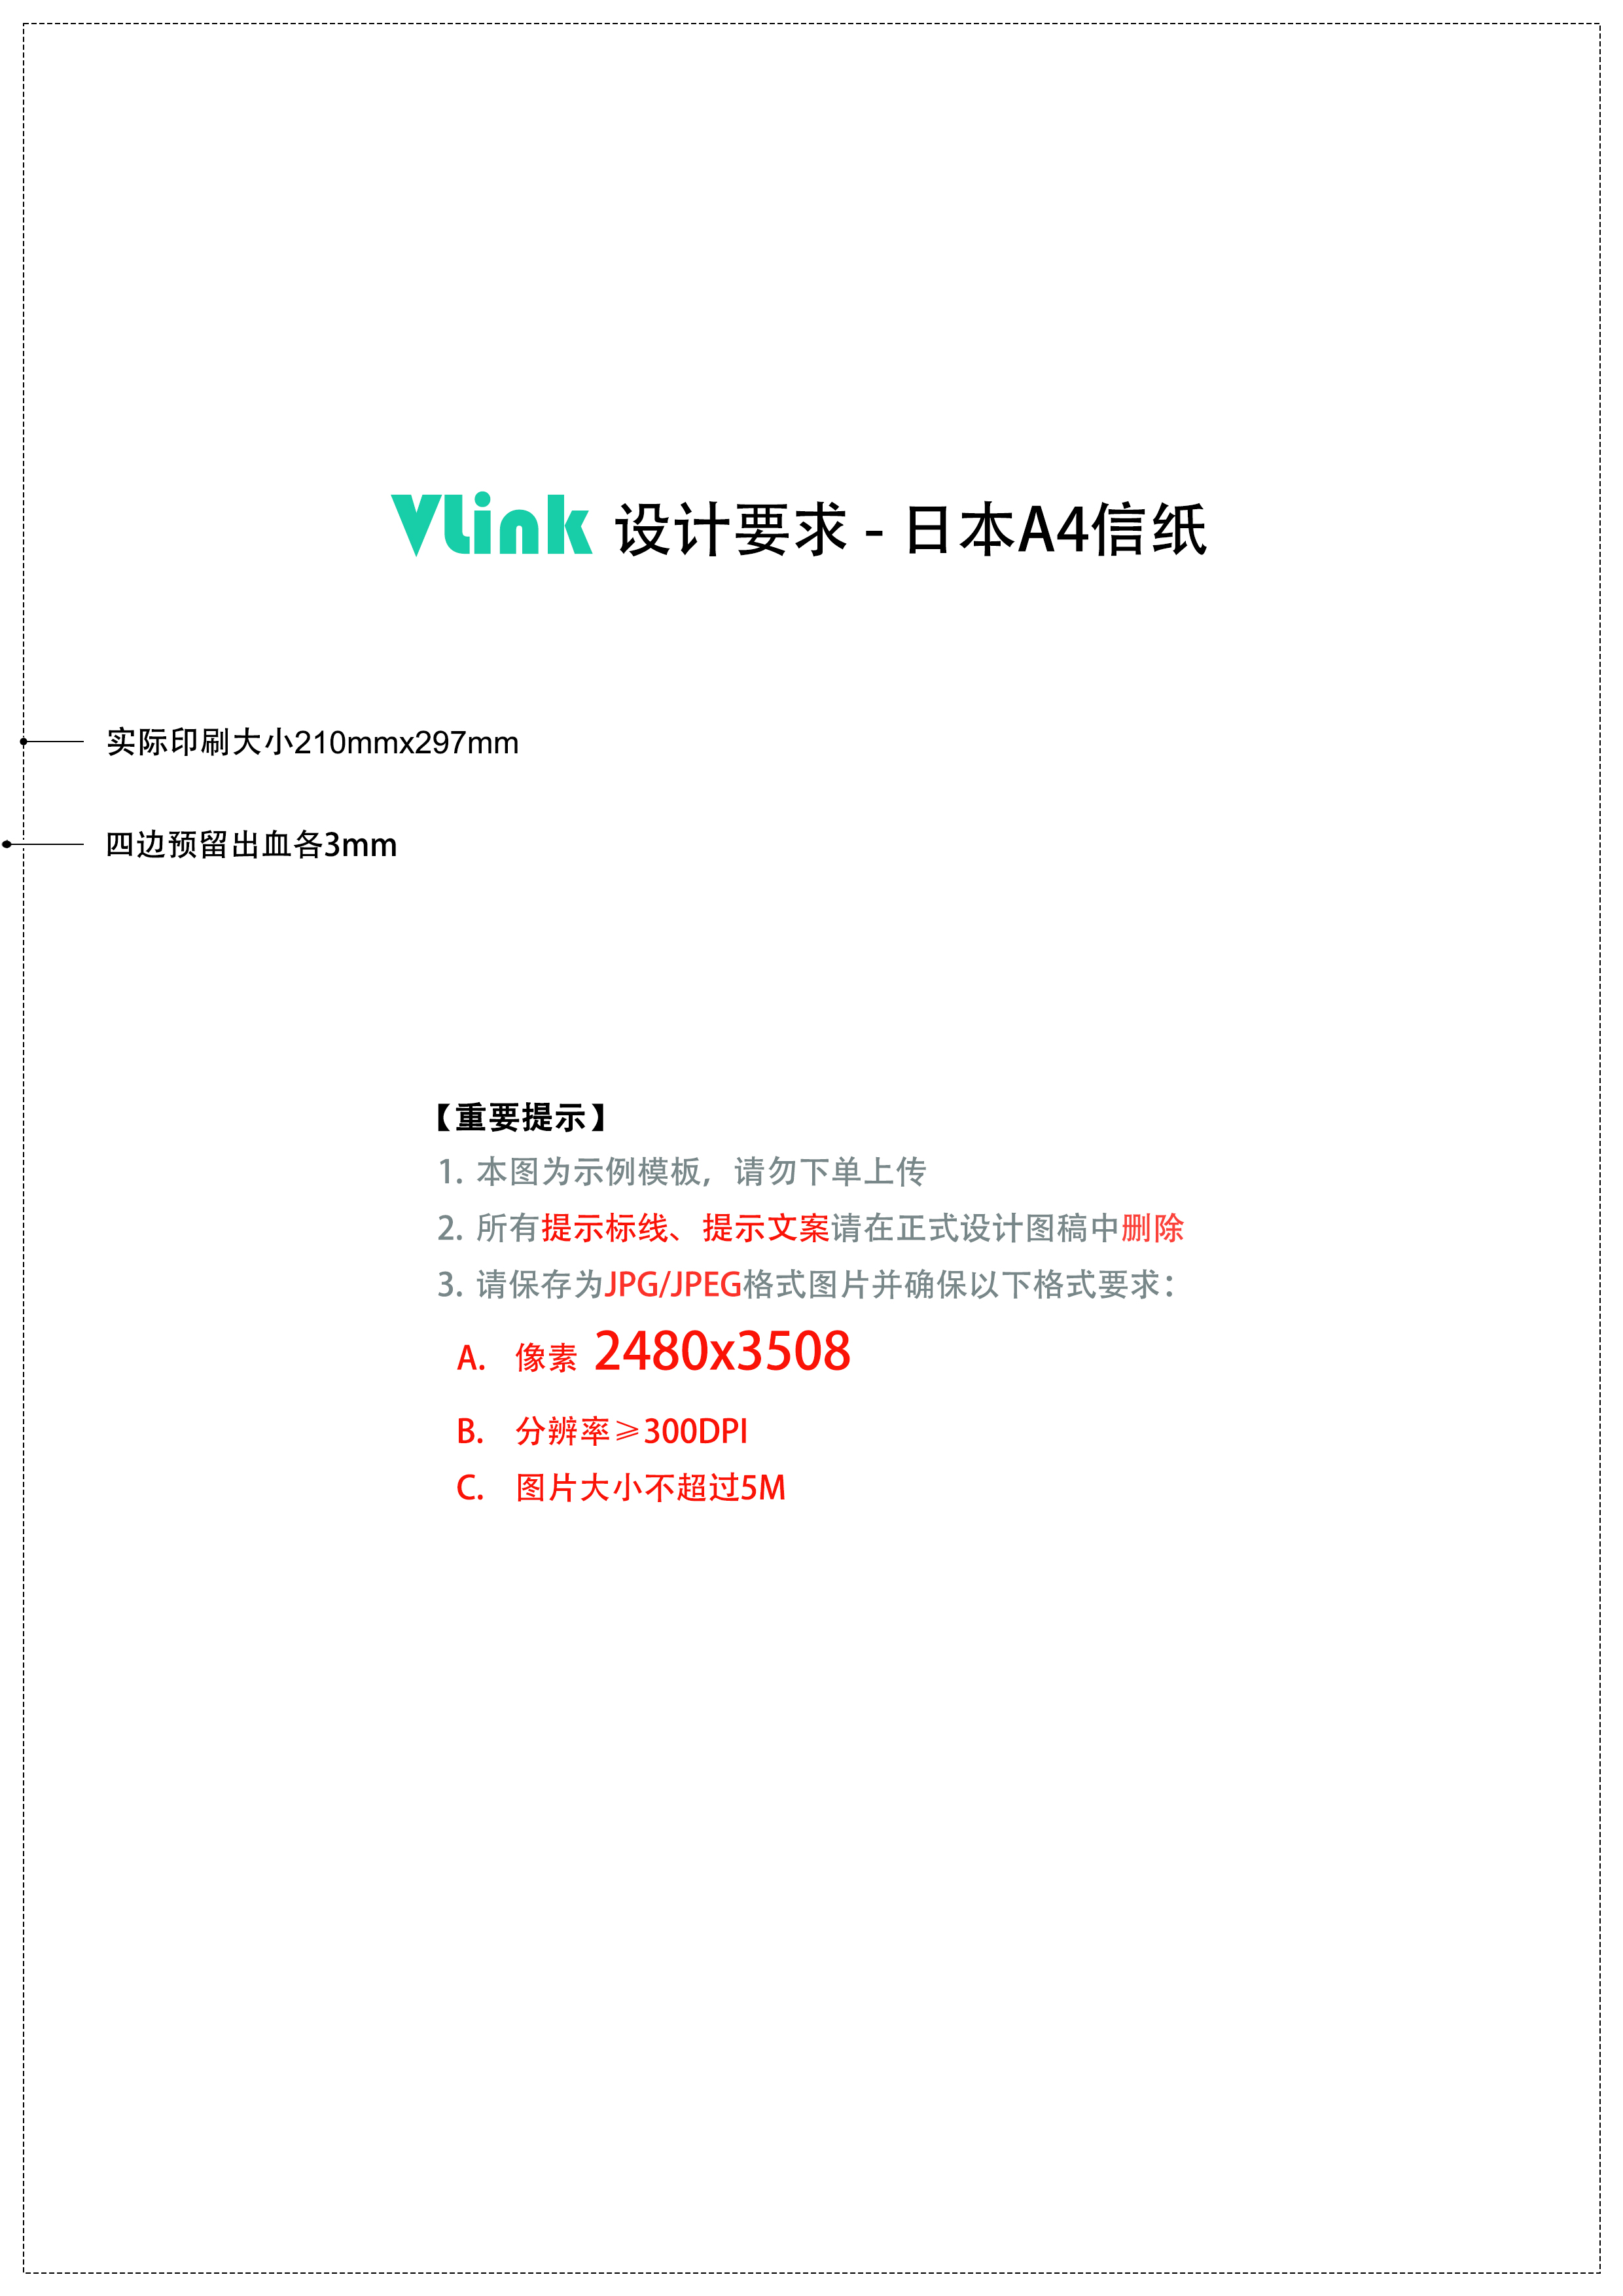 Vlink 设计要求 - 日本A4信纸
实际印刷大小210mmx297mm
四边预留出血各3mm
【重要提示】
1. 本图为示例模板，请勿下单上传
2. 所有提示标线、提示文案请在正式设计图稿中删除
3. 请保存为JPG/JPEG格式图片并确保以下格式要求：
A. 像素 2480x3508
B. 分辨率≥300DPI
C. 图片大小不超过5M